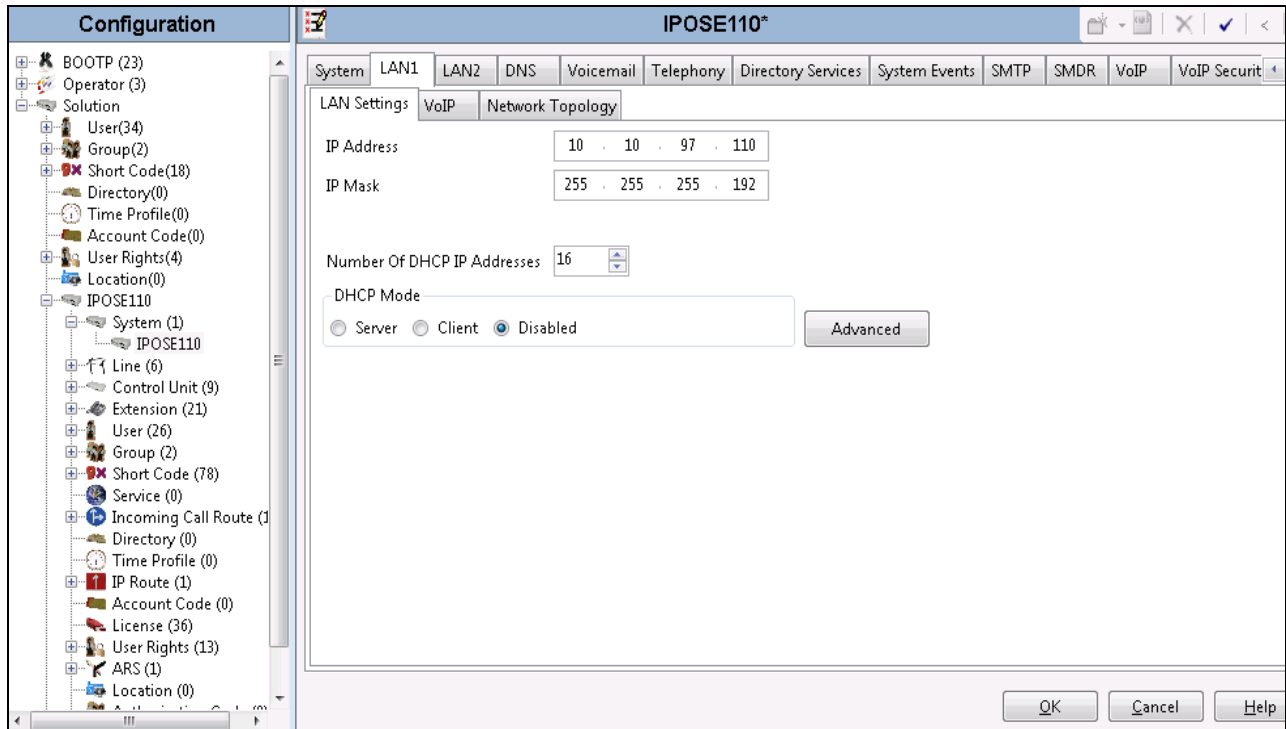 Configuration
BOOTP (23)
Operator (3)
Solution
User(34)
Group(2)
Short Code(18)
Directory(0)
Time Profile(0)
Account Code(0)
User Rights(4)
Location(0)
IPOSE110
System (1)
IPOSE110
Line (6)
Control Unit (9)
Extension (21)
User (26)
Group (2)
Short Code (78)
Service (0)
Incoming Call Route (1
Directory (0)
Time Profile (0)
IP Route (1)
Account Code (0)
License (36)
User Rights (13)
ARS (1)
Location (0)
IPOSE110*
System LAN1 LAN2 DNS Voicemail Telephony Directory Services System Events SMTP SMDR VoIP VoIP Securit
LAN Settings VoIP Network Topology
IP Address 10 . 10 . 97 . 110
IP Mask 255 . 255 . 255 . 192
Number Of DHCP IP Addresses 16
DHCP Mode
Server Client Disabled
Advanced
OK Cancel Help